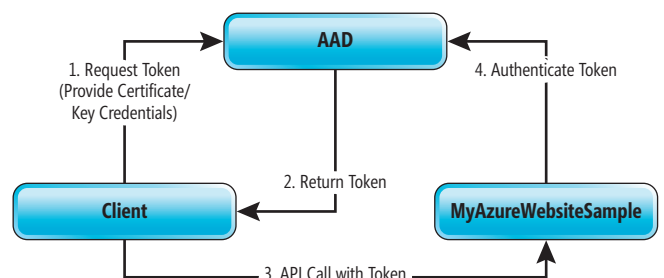 AAD
1. Request Token
(Provide Certificate/
Key Credentials)
4. Authenticate Token
2. Return Token
Client
MyAzureWebsiteSample
3. API Call with Token